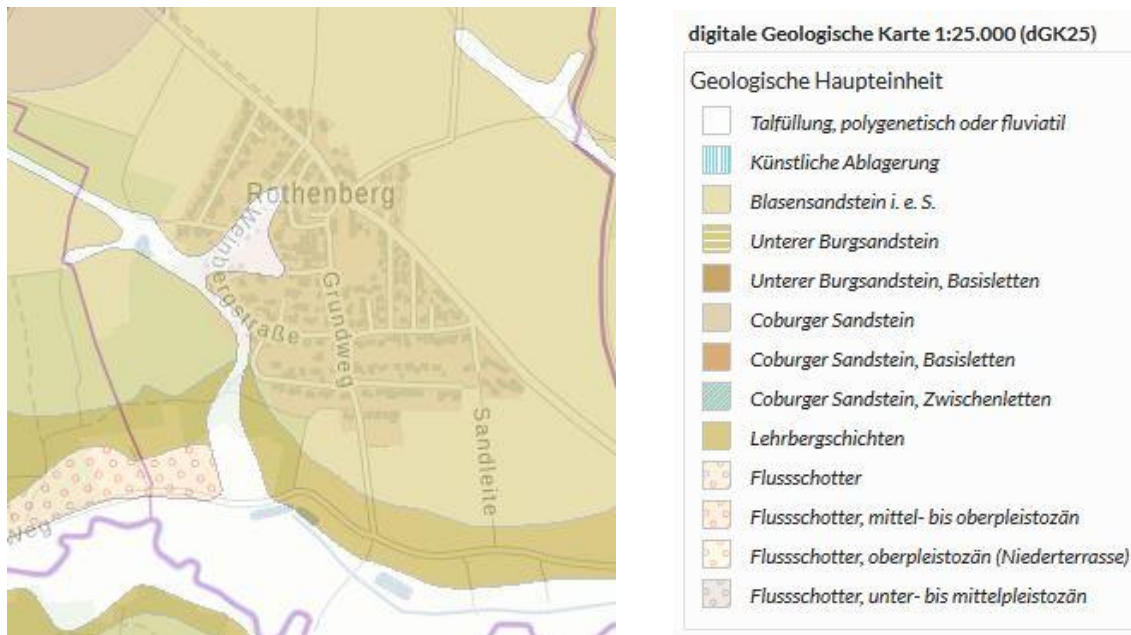 Rothenberg
Weinbergstraße
Grundweg
Sandleite
weg
digitale Geologische Karte 1:25.000 (dGK25)
Geologische Haupteinheit
Talfüllung, polygenetisch oder fluviatil
Künstliche Ablagerung
Blasensandstein i. e. S.
Unterer Burgsandstein
Unterer Burgsandstein, Basisletten
Coburger Sandstein
Coburger Sandstein, Basisletten
Coburger Sandstein, Zwischenletten
Lehrbergschichten
Flussschotter
Flussschotter, mittel- bis oberpleistozän
Flussschotter, oberpleistozän (Niederterrasse)
Flussschotter, unter- bis mittelpleistozän